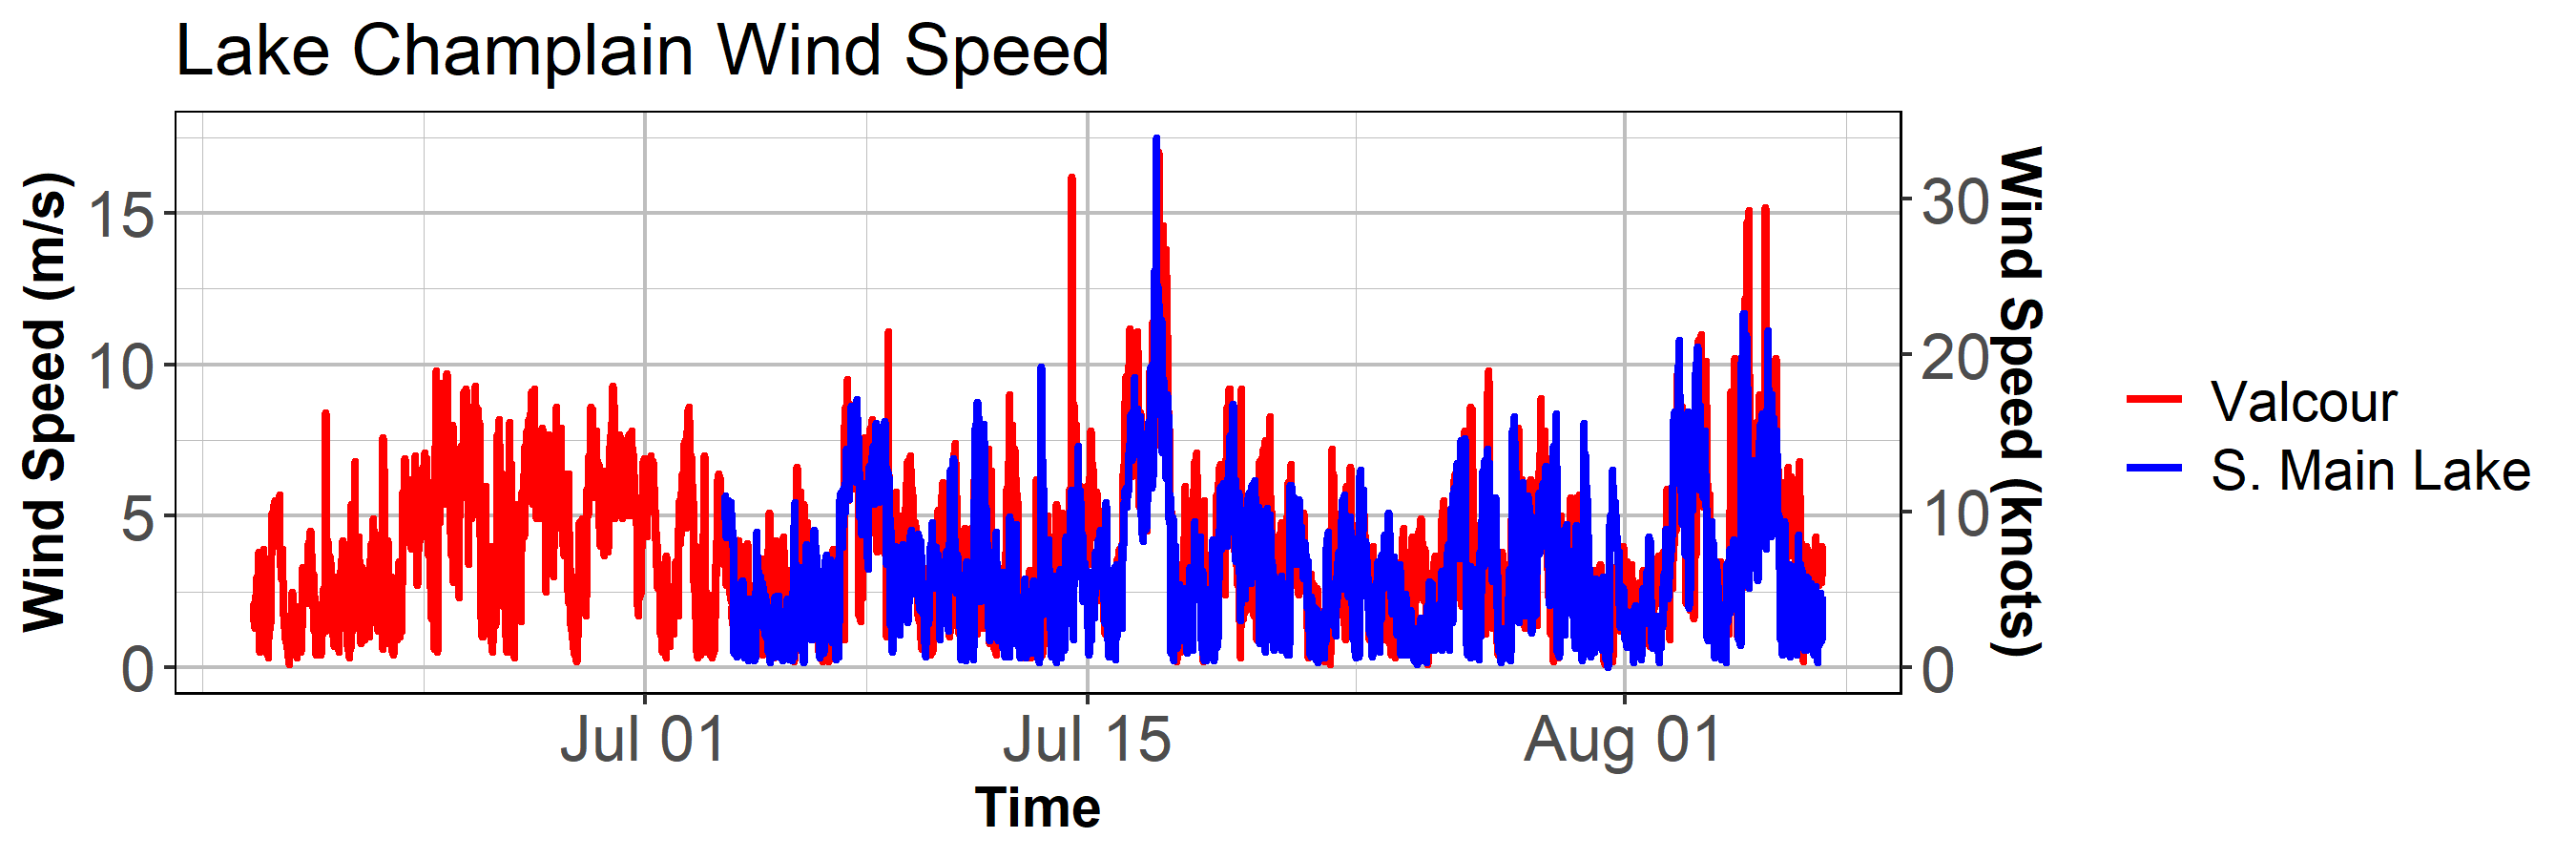 Lake Champlain Wind Speed
Wind Speed (m/s)
15
10
5
0
30
20
10
0
Wind Speed (knots)
Jul 01
Jul 15
Aug 01
Time
Valcour
S. Main Lake